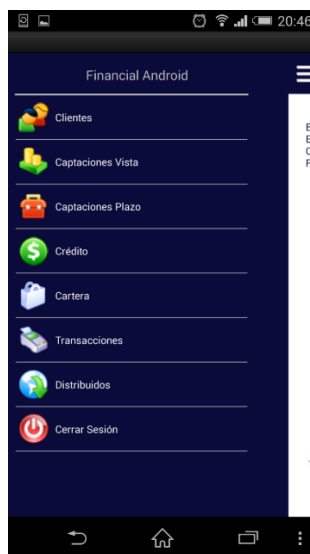 20:46
Financial Android
Clientes
Captaciones Vista
Captaciones Plazo
Crédito
Cartera
Transacciones
Distribuidos
Cerrar Sesión